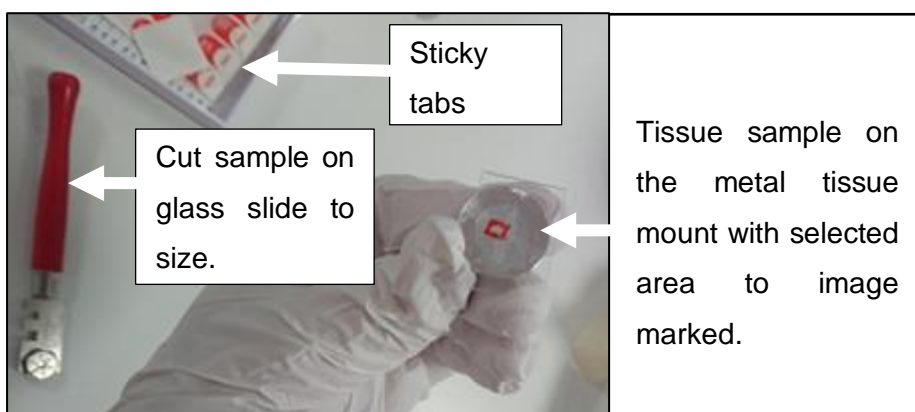 Sticky
tabs
Cut sample on
glass slide to
size.
Tissue sample on
the metal tissue
mount with selected
area to image
marked.